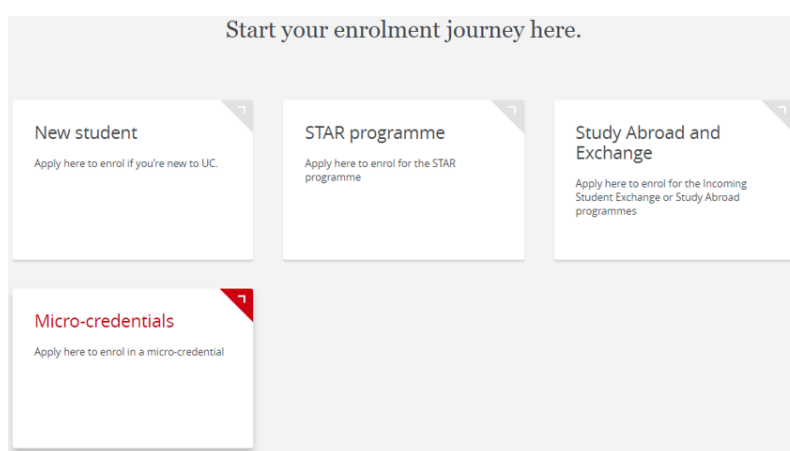 Start your enrolment journey here.
New student
Apply here to enrol if you're new to UC.
STAR programme
Apply here to enrol for the STAR
programme
Study Abroad and
Exchange
Apply here to enrol for the Incoming
Student Exchange or Study Abroad
programmes
Micro-credentials
Apply here to enrol in a micro-credential